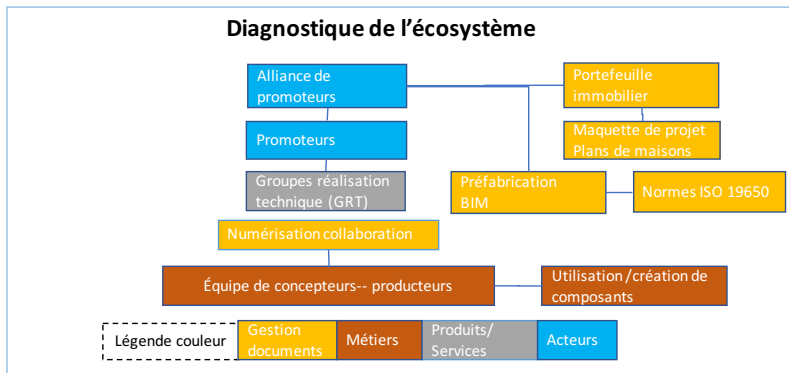 Diagnostique de l'écosystème
Alliance de
promoteurs
Portefeuille
immobilier
Promoteurs
Maquette de projet
Plans de maisons
Groupes réalisation
technique (GRT)
Préfabrication
BIM
Normes ISO 19650
Numérisation collaboration
Équipe de concepteurs-- producteurs
Utilisation /création de
composants
Légende couleur
Gestion
documents
Métiers
Produits/
Services
Acteurs